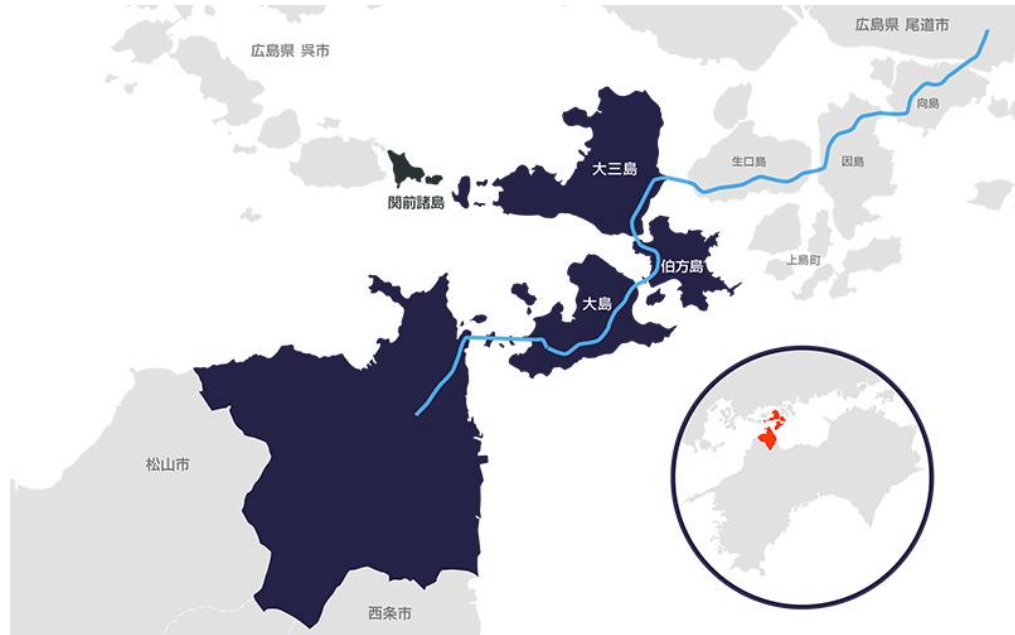 広島県 尾道市
広島県 呉市
向島
生口島
因島
大三島
関前諸島
上島町
伯方島
大島
松山市
西条市